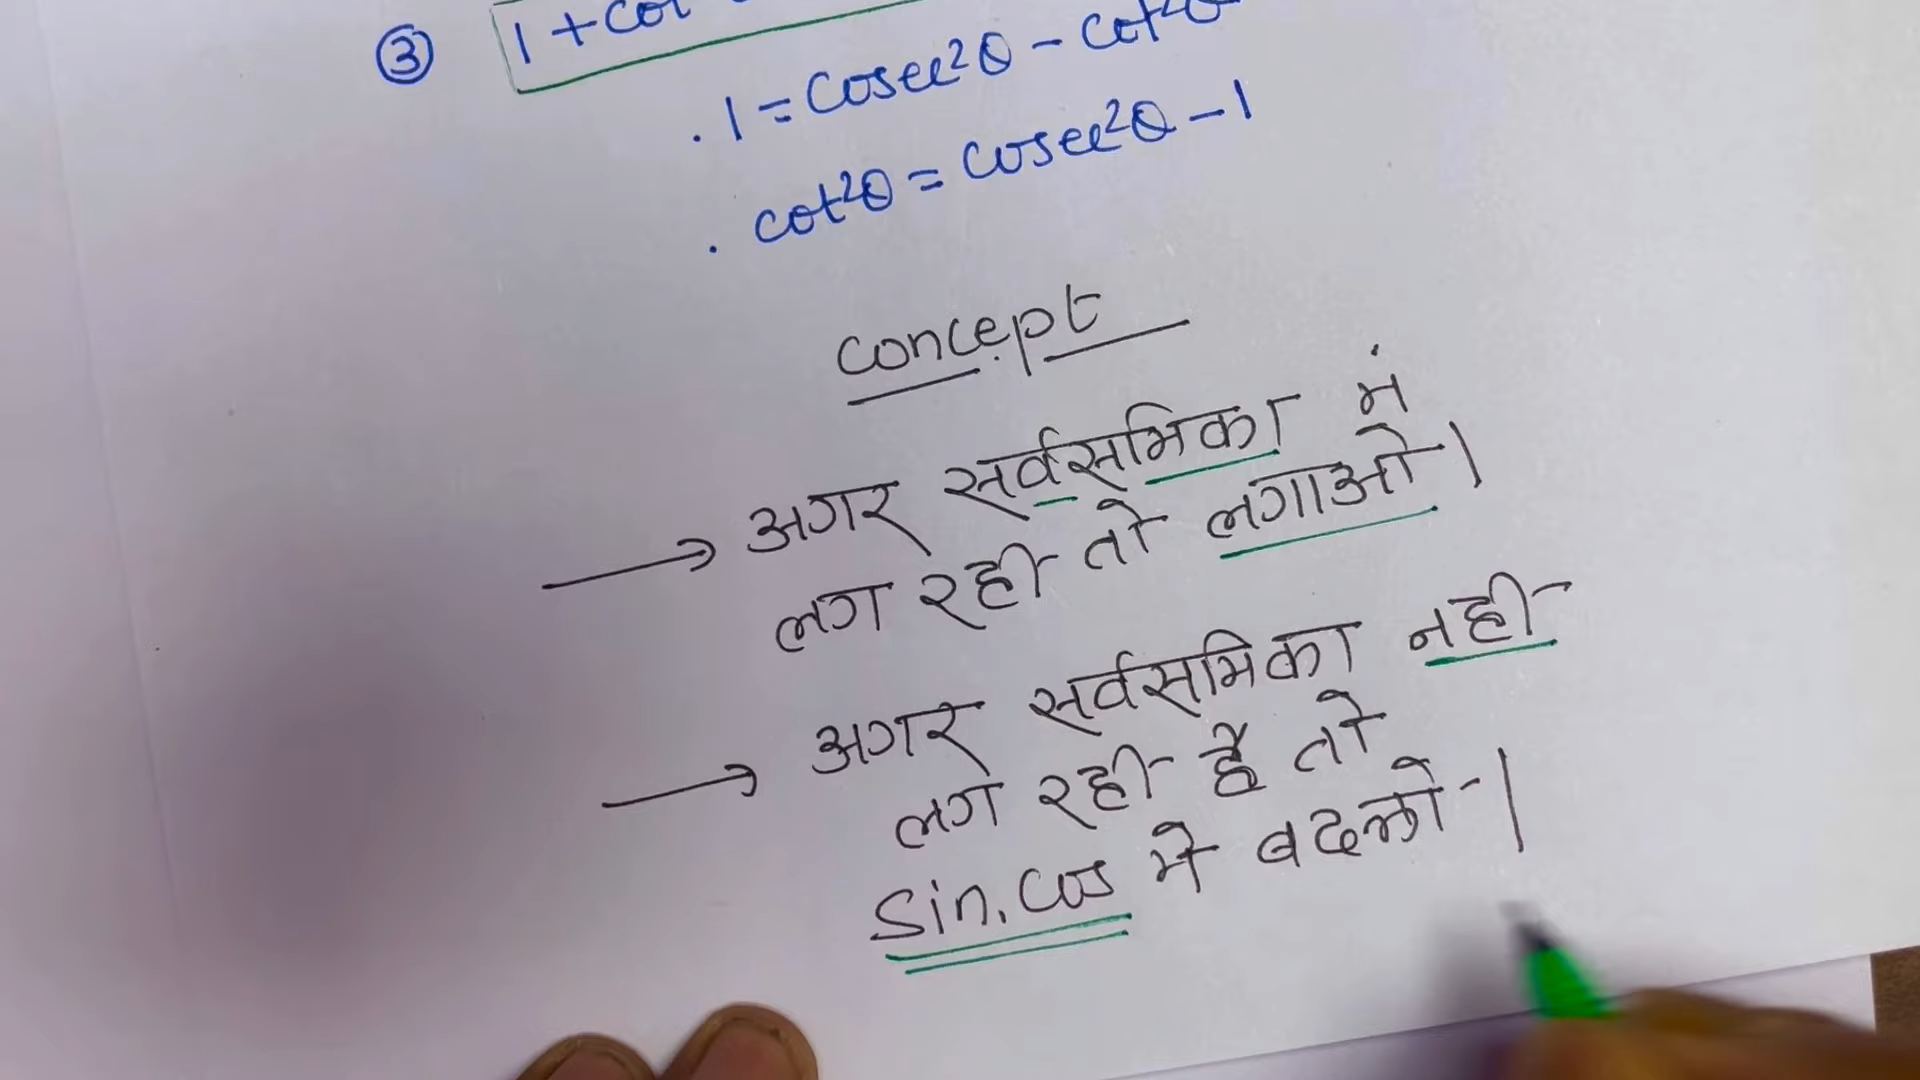 ③ 1 + cot
. 1 = cosec²θ - cot²θ
. cot²θ = cosec²θ - 1
concept
→ अगर सर्वसमिका में
लग रही तो लगाओ।
→ अगर सर्वसमिका नही
लग रही है तो
sin, cos मे बदलो।